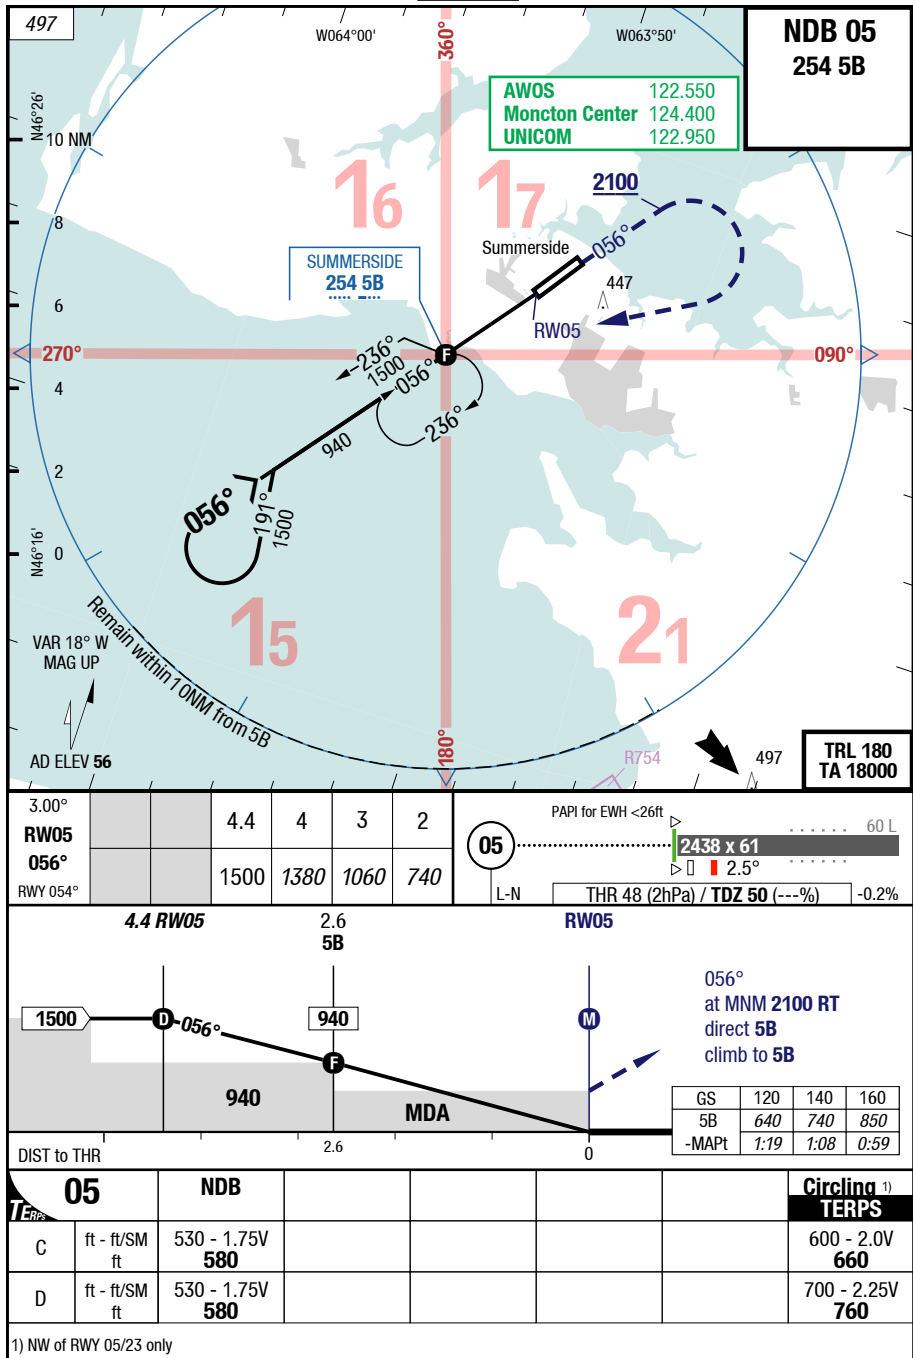 497
W064°00'
360°
W063°50'
NDB 05
254 5B
N46°26'
10 NM
AWOS 122.550
Moncton Center 124.400
UNICOM 122.950
8
16
17
2100
056°
Summerside
SUMMERSIDE
254 5B
6
447
RW05
270°
F
090°
236°
1500
056°
4
236°
940
2
056°
191°
1500
N46°16'
0
15
21
Remain within 10NM from 5B
VAR 18° W
MAG UP
AD ELEV 56
180°
R754
497
TRL 180
TA 18000
3.00°
RW05
056°
RWY 054°
4.4 4 3 2
1500 1380 1060 740
05
L-N
PAPI for EWH <26ft
60 L
2438 x 61
2.5°
THR 48 (2hPa) / TDZ 50 (---%)
-0.2%
4.4 RW05
2.6
5B
RW05
1500
D
056°
940
F
M
056°
at MNM 2100 RT
direct 5B
climb to 5B
940
MDA
GS 120 140 160
5B 640 740 850
-MAPt 1:19 1:08 0:59
DIST to THR
2.6
0
TERPS
05
NDB
Circling 1)
TERPS
C
ft - ft/SM
ft
530 - 1.75V
580
600 - 2.0V
660
D
ft - ft/SM
ft
530 - 1.75V
580
700 - 2.25V
760
1) NW of RWY 05/23 only